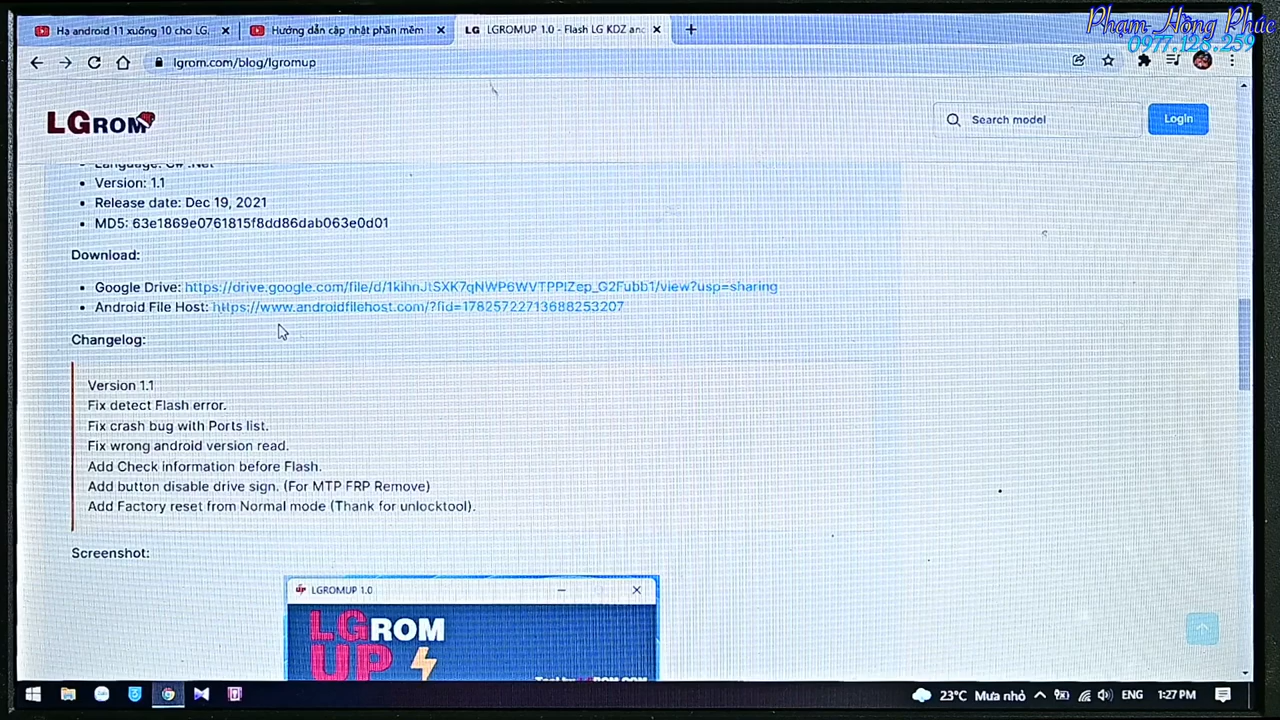 Phạm-Hồng Phúc
0977.128.259
Hạ android 11 xuống 10 cho LG.
Hướng dẫn cập nhật phần mềm
LG LGROMUP 1.0 - Flash LG KDZ and
lgrom.com/blog/lgromup
LGROM
Search model
Login
Language: C# .Net
Version: 1.1
Release date: Dec 19, 2021
MD5: 63e1869e0761815f8dd86dab063e0d01
Download:
Google Drive: https://drive.google.com/file/d/1kihnJtSXK7qNWP6WVTPPlZep_G2Fubb1/view?usp=sharing
Android File Host: https://www.androidfilehost.com/?fid=17825722713688253207
Changelog:
Version 1.1
Fix detect Flash error.
Fix crash bug with Ports list.
Fix wrong android version read.
Add Check information before Flash.
Add button disable drive sign. (For MTP FRP Remove)
Add Factory reset from Normal mode (Thank for unlocktool).
Screenshot:
UP LGROMUP 1.0
LGROM
UP
23°C Mưa nhỏ ENG 1:27 PM